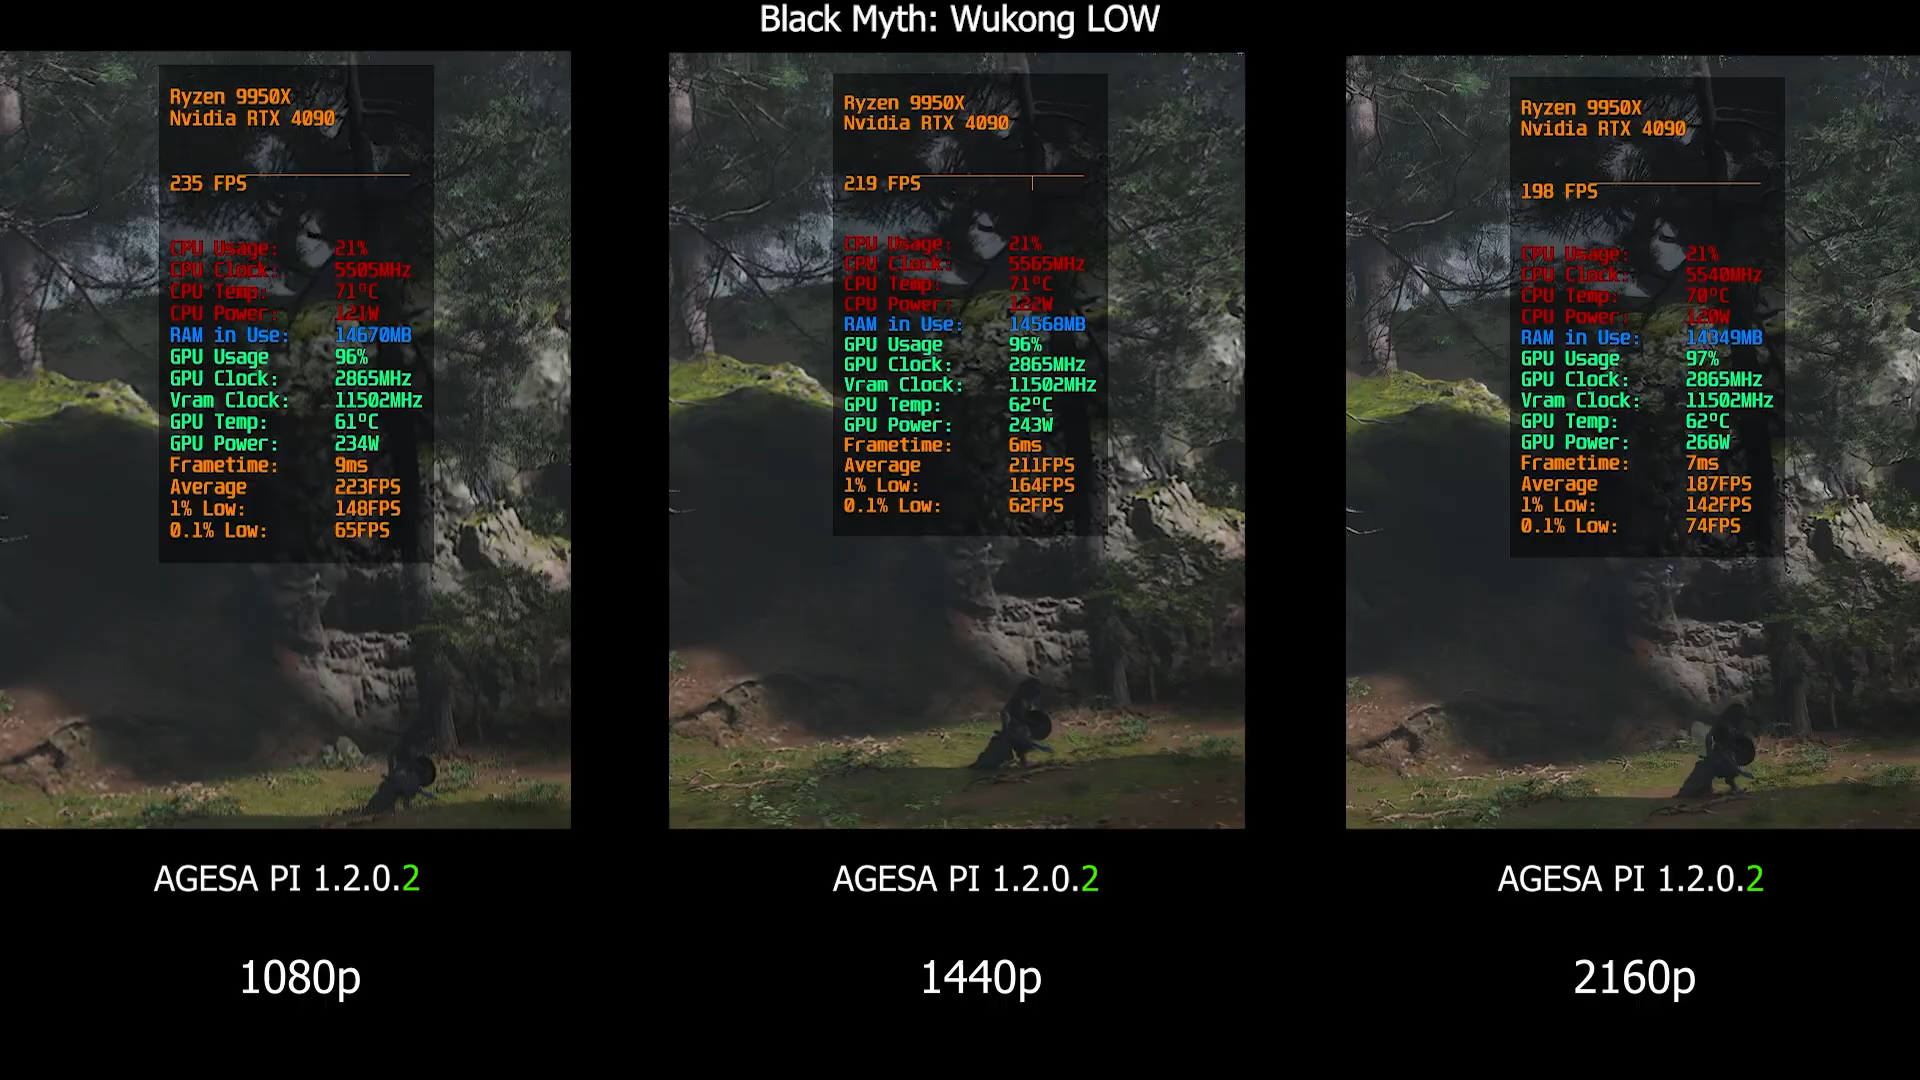 Black Myth: Wukong LOW
Ryzen 9950X
Nvidia RTX 4090
235 FPS
CPU Usage: 21%
CPU Clock: 5505MHz
CPU Temp: 71°C
CPU Power: 121W
RAM in Use: 14670MB
GPU Usage 96%
GPU Clock: 2865MHz
Vram Clock: 11502MHz
GPU Temp: 61°C
GPU Power: 234W
Frametime: 9ms
Average 223FPS
1% Low: 148FPS
0.1% Low: 65FPS
AGESA PI 1.2.0.2
1080p
Ryzen 9950X
Nvidia RTX 4090
219 FPS
CPU Usage: 21%
CPU Clock: 5565MHz
CPU Temp: 71°C
CPU Power: 122W
RAM in Use: 14568MB
GPU Usage 96%
GPU Clock: 2865MHz
Vram Clock: 11502MHz
GPU Temp: 62°C
GPU Power: 243W
Frametime: 6ms
Average 211FPS
1% Low: 164FPS
0.1% Low: 62FPS
AGESA PI 1.2.0.2
1440p
Ryzen 9950X
Nvidia RTX 4090
198 FPS
CPU Usage: 21%
CPU Clock: 5540MHz
CPU Temp: 70°C
CPU Power: 120W
RAM in Use: 14349MB
GPU Usage 97%
GPU Clock: 2865MHz
Vram Clock: 11502MHz
GPU Temp: 62°C
GPU Power: 266W
Frametime: 7ms
Average 187FPS
1% Low: 142FPS
0.1% Low: 74FPS
AGESA PI 1.2.0.2
2160p